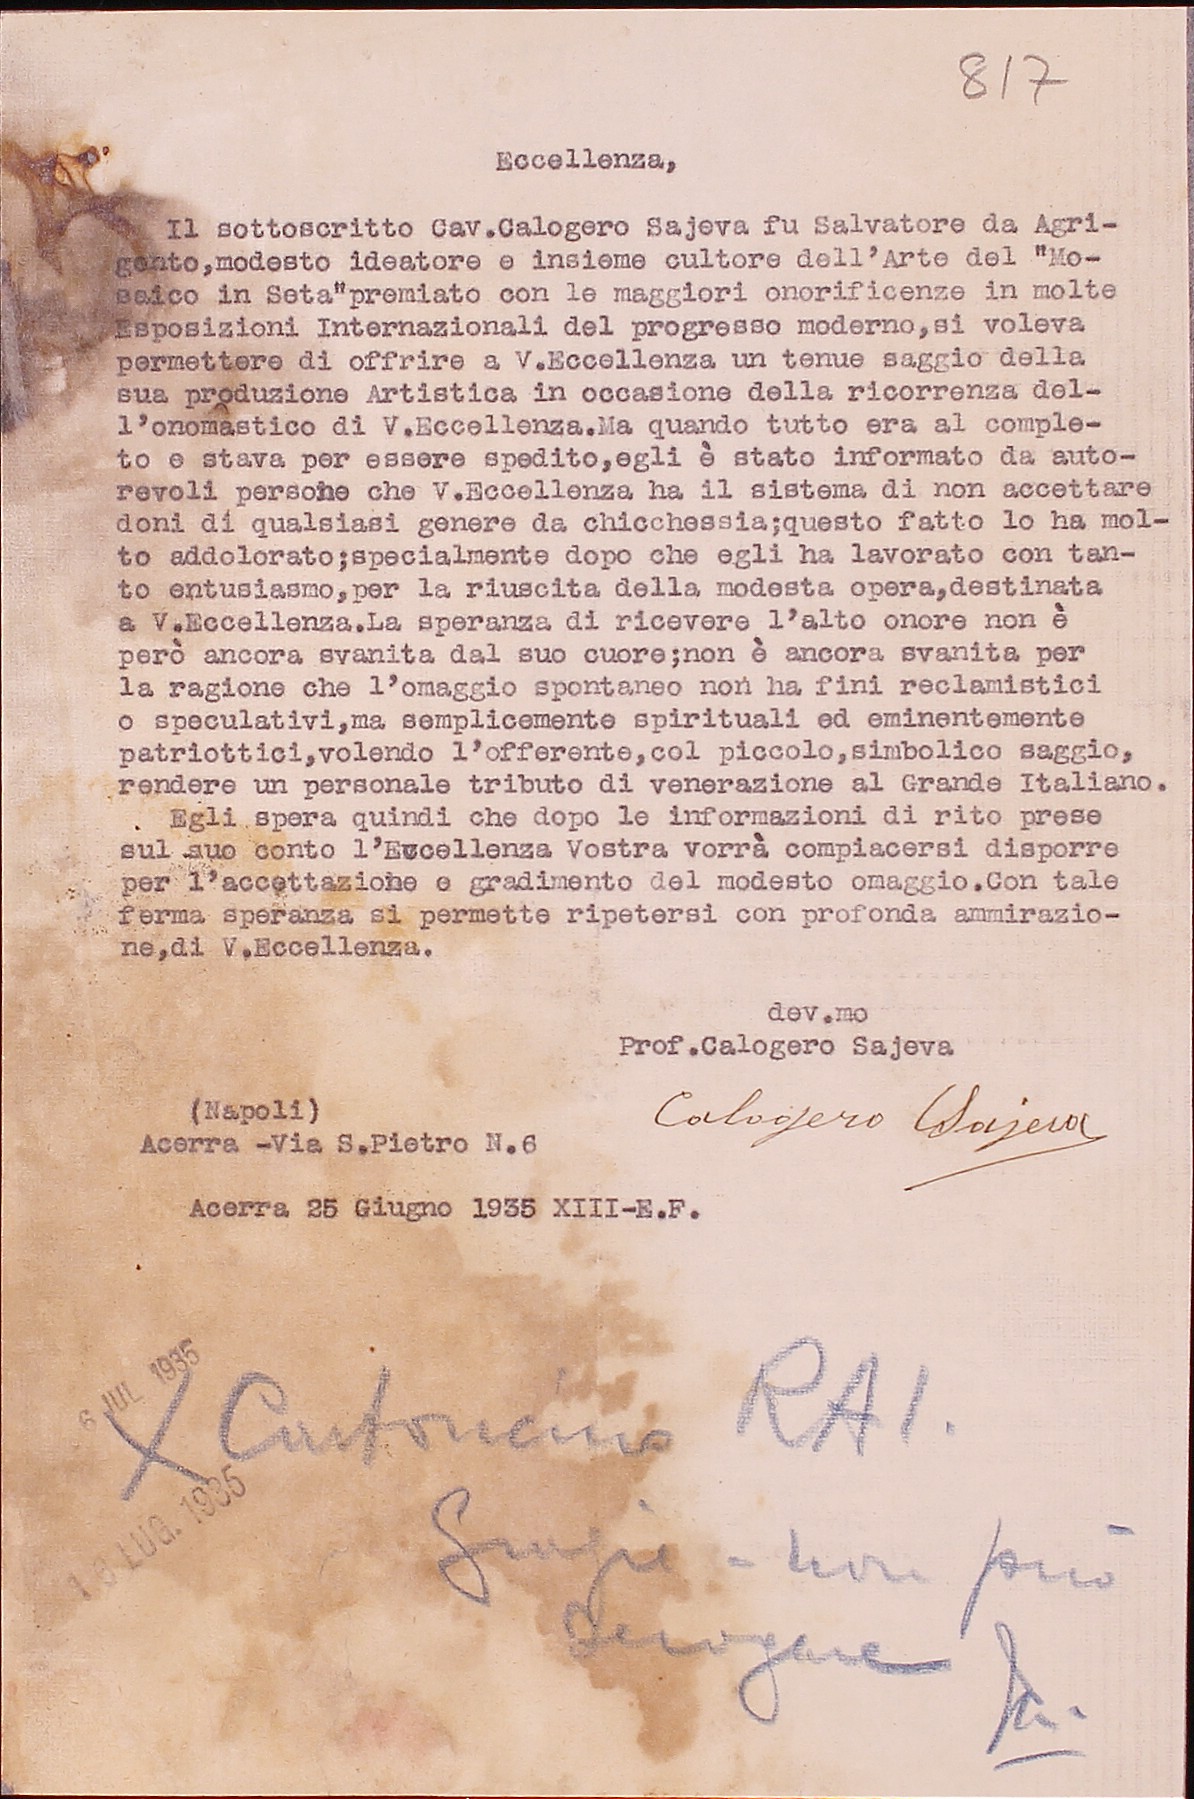 817
Eccellenza,
Il sottoscritto Cav.Calogero Sajeva fu Salvatore da Agri-
gento,modesto ideatore e insieme cultore dell'Arte del "Mo-
saico in Seta"premiato con le maggiori onorificenze in molte
Esposizioni Internazionali del progresso moderno,si voleva
permettere di offrire a V.Eccellenza un tenue saggio della
sua produzione Artistica in occasione della ricorrenza del-
l'onomastico di V.Eccellenza.Ma quando tutto era al comple-
to e stava per essere spedito,egli è stato informato da auto-
revoli persone che V.Eccellenza ha il sistema di non accettare
doni di qualsiasi genere da chicchessia;questo fatto lo ha mol-
to addolorato;specialmente dopo che egli ha lavorato con tan-
to entusiasmo,per la riuscita della modesta opera,destinata
a V.Eccellenza.La speranza di ricevere l'alto onore non è
però ancora svanita dal suo cuore;non è ancora svanita per
la ragione che l'omaggio spontaneo non ha fini reclamistici
o speculativi,ma semplicemente spirituali ed eminentemente
patriottici,volendo l'offerente,col piccolo,simbolico saggio,
rendere un personale tributo di venerazione al Grande Italiano.
Egli spera quindi che dopo le informazioni di rito prese
sul suo conto l'Eccellenza Vostra vorrà compiacersi disporre
per l'accettazione e gradimento del modesto omaggio.Con tale
ferma speranza si permette ripetersi con profonda ammirazio-
ne,di V.Eccellenza.
dev.mo
Prof.Calogero Sajeva
Calogero Sajeva
(Napoli)
Acerra -Via S.Pietro N.6
Acerra 25 Giugno 1935 XIII-E.F.
6 JUL 1935
X Cartoncino RAI.
13 LUG. 1935
Grazie - non può
derogare